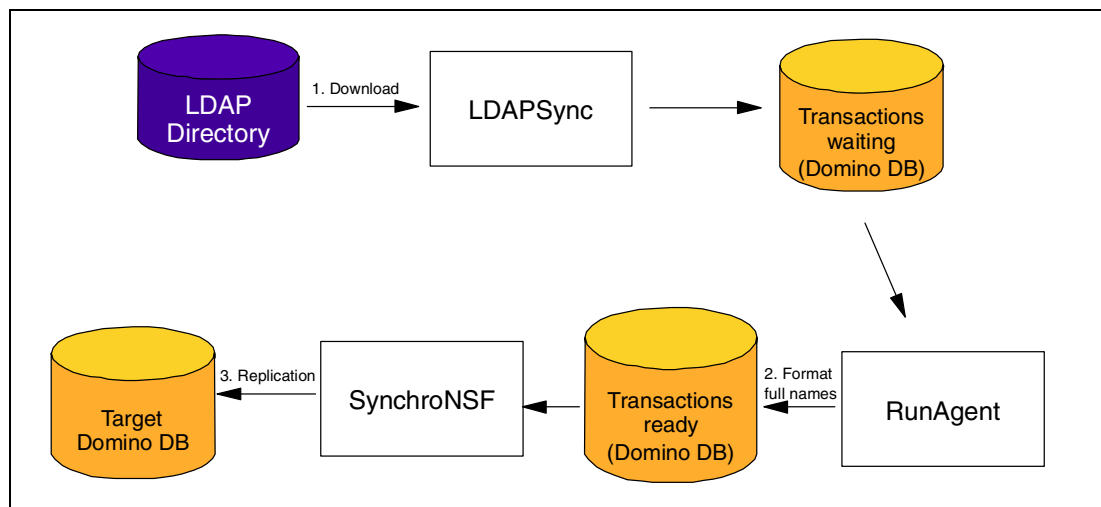 LDAP
Directory
1. Download
LDAPSync
Transactions
waiting
(Domino DB)
Target
Domino DB
3. Replication
SynchroNSF
Transactions
ready
(Domino DB)
2. Format
full names
RunAgent